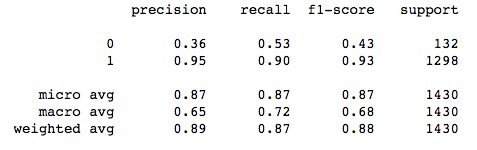 precision recall f1-score support
0 0.36 0.53 0.43 132
1 0.95 0.90 0.93 1298
micro avg 0.87 0.87 0.87 1430
macro avg 0.65 0.72 0.68 1430
weighted avg 0.89 0.87 0.88 1430